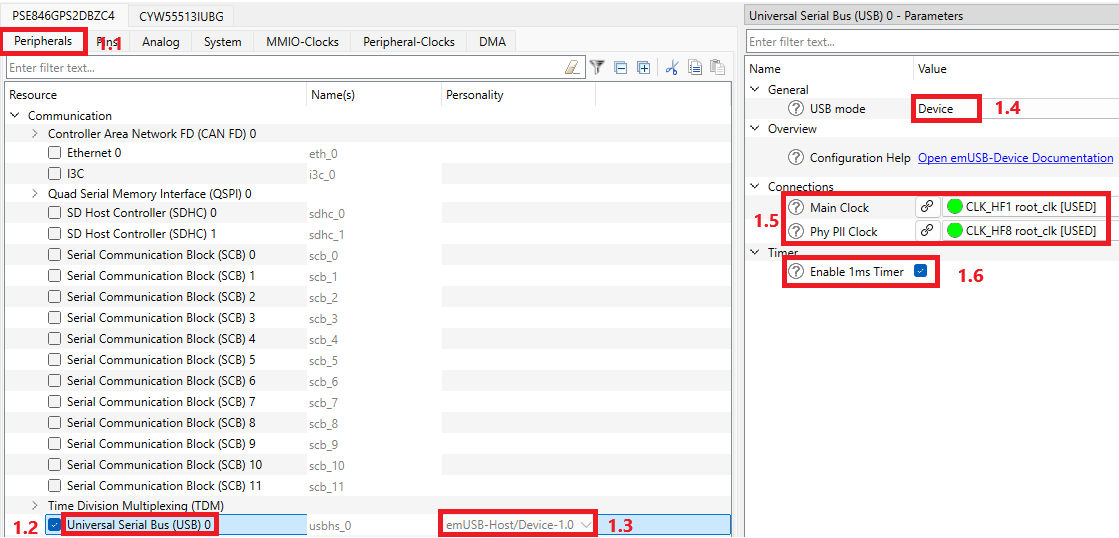 PSE846GPS2DBZC4 CYW55513IUBG
Peripherals 1.1 Pins Analog System MMIO-Clocks Peripheral-Clocks DMA
Enter filter text...
Resource Name(s) Personality
Communication
Controller Area Network FD (CAN FD) 0
Ethernet 0 eth_0
I3C i3c_0
Quad Serial Memory Interface (QSPI) 0
SD Host Controller (SDHC) 0 sdhc_0
SD Host Controller (SDHC) 1 sdhc_1
Serial Communication Block (SCB) 0 scb_0
Serial Communication Block (SCB) 1 scb_1
Serial Communication Block (SCB) 2 scb_2
Serial Communication Block (SCB) 3 scb_3
Serial Communication Block (SCB) 4 scb_4
Serial Communication Block (SCB) 5 scb_5
Serial Communication Block (SCB) 6 scb_6
Serial Communication Block (SCB) 7 scb_7
Serial Communication Block (SCB) 8 scb_8
Serial Communication Block (SCB) 9 scb_9
Serial Communication Block (SCB) 10 scb_10
Serial Communication Block (SCB) 11 scb_11
Time Division Multiplexing (TDM)
1.2 Universal Serial Bus (USB) 0 usbhs_0 emUSB-Host/Device-1.0 1.3
Universal Serial Bus (USB) 0 - Parameters
Enter filter text...
Name Value
General
USB mode Device 1.4
Overview
Configuration Help Open emUSB-Device Documentation
Connections
1.5 Main Clock CLK_HF1 root_clk [USED]
Phy Pll Clock CLK_HF8 root_clk [USED]
Timer
Enable 1ms Timer 1.6